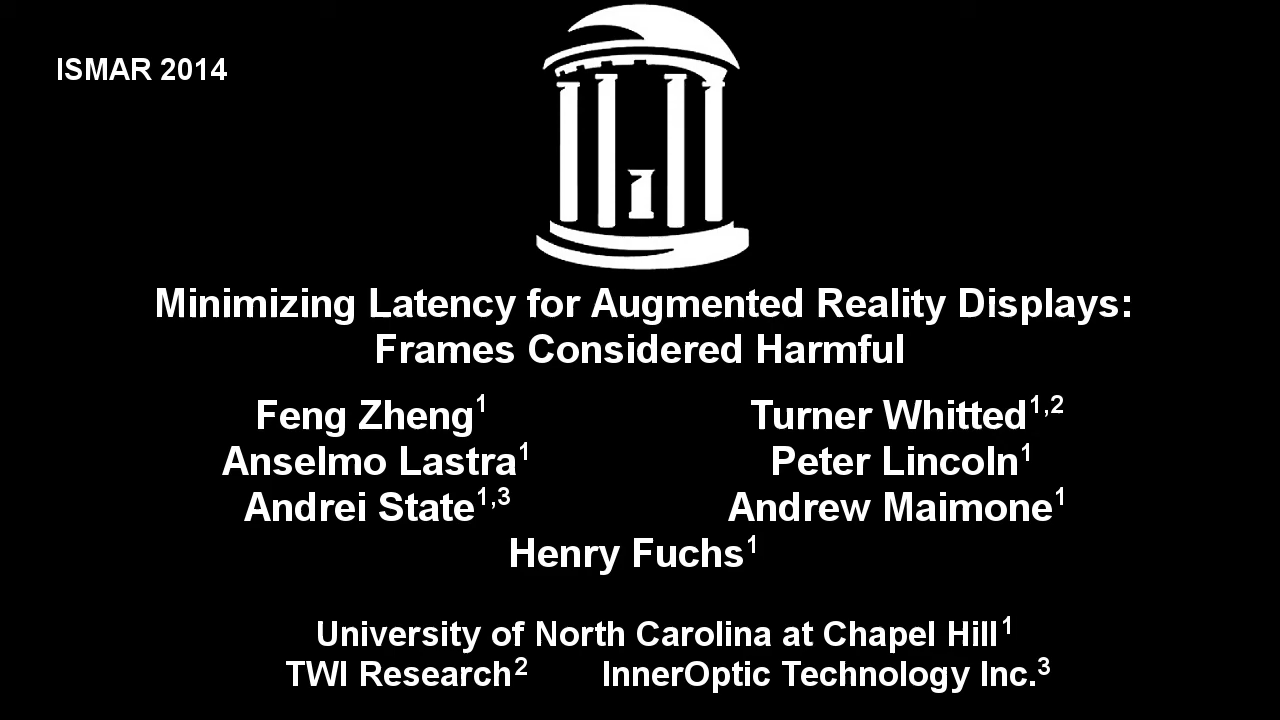 ISMAR 2014
Minimizing Latency for Augmented Reality Displays:
Frames Considered Harmful
Feng Zheng¹ Turner Whitted¹,²
Anselmo Lastra¹ Peter Lincoln¹
Andrei State¹,³ Andrew Maimone¹
Henry Fuchs¹
University of North Carolina at Chapel Hill¹
TWI Research² InnerOptic Technology Inc.³